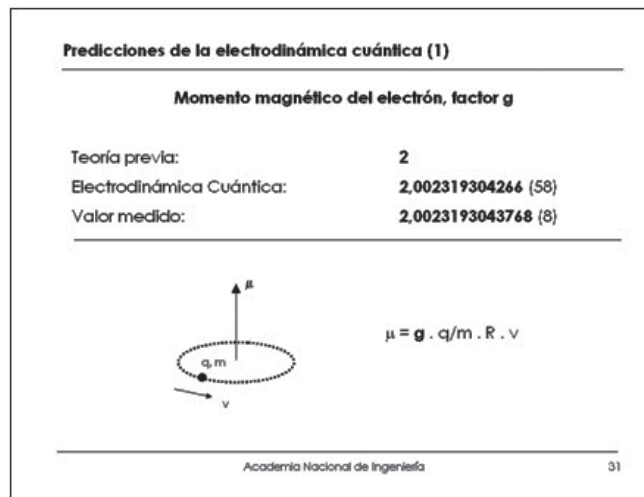 Predicciones de la electrodinámica cuántica (1)
Momento magnético del electrón, factor g
Teoría previa: 2
Electrodinámica Cuántica: 2,002319304266 (58)
Valor medido: 2,0023193043768 (8)
μ
μ = g . q/m . R . v
q, m
v
Academia Nacional de Ingeniería 31